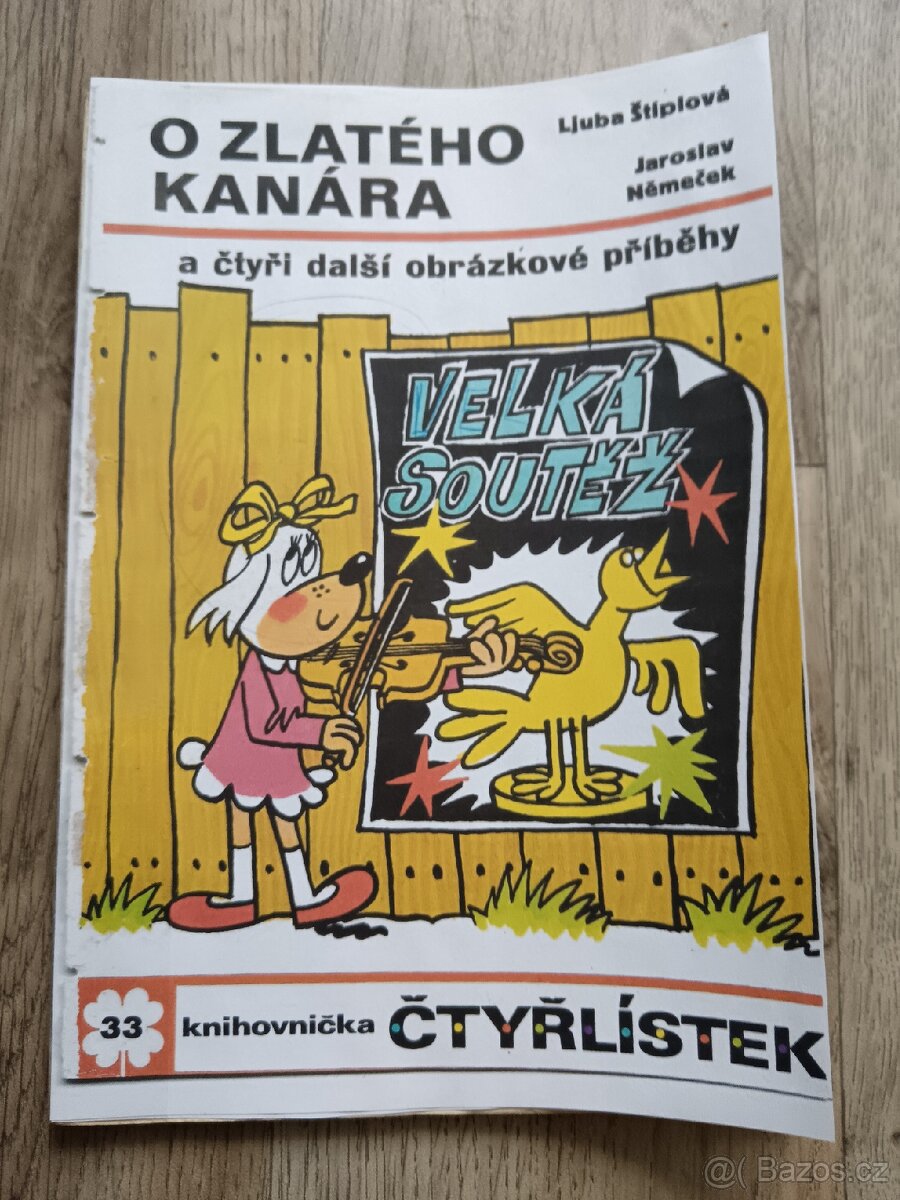 O ZLATÉHO
KANÁRA
Ljuba Štíplová
Jaroslav
Němeček
a čtyři další obrázkové příběhy
VELKÁ
SOUTĚŽ
33 knihovnička ČTYŘLÍSTEK
@( Bazos.cz